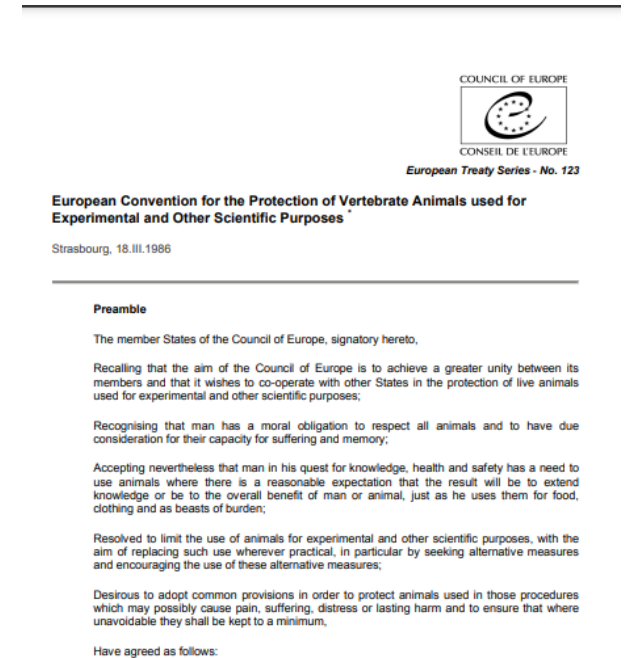 COUNCIL OF EUROPE
CONSEIL DE L'EUROPE
European Treaty Series - No. 123
European Convention for the Protection of Vertebrate Animals used for
Experimental and Other Scientific Purposes *
Strasbourg, 18.III.1986
Preamble
The member States of the Council of Europe, signatory hereto,
Recalling that the aim of the Council of Europe is to achieve a greater unity between its
members and that it wishes to co-operate with other States in the protection of live animals
used for experimental and other scientific purposes;
Recognising that man has a moral obligation to respect all animals and to have due
consideration for their capacity for suffering and memory;
Accepting nevertheless that man in his quest for knowledge, health and safety has a need to
use animals where there is a reasonable expectation that the result will be to extend
knowledge or be to the overall benefit of man or animal, just as he uses them for food,
clothing and as beasts of burden;
Resolved to limit the use of animals for experimental and other scientific purposes, with the
aim of replacing such use wherever practical, in particular by seeking alternative measures
and encouraging the use of these alternative measures;
Desirous to adopt common provisions in order to protect animals used in those procedures
which may possibly cause pain, suffering, distress or lasting harm and to ensure that where
unavoidable they shall be kept to a minimum,
Have agreed as follows: